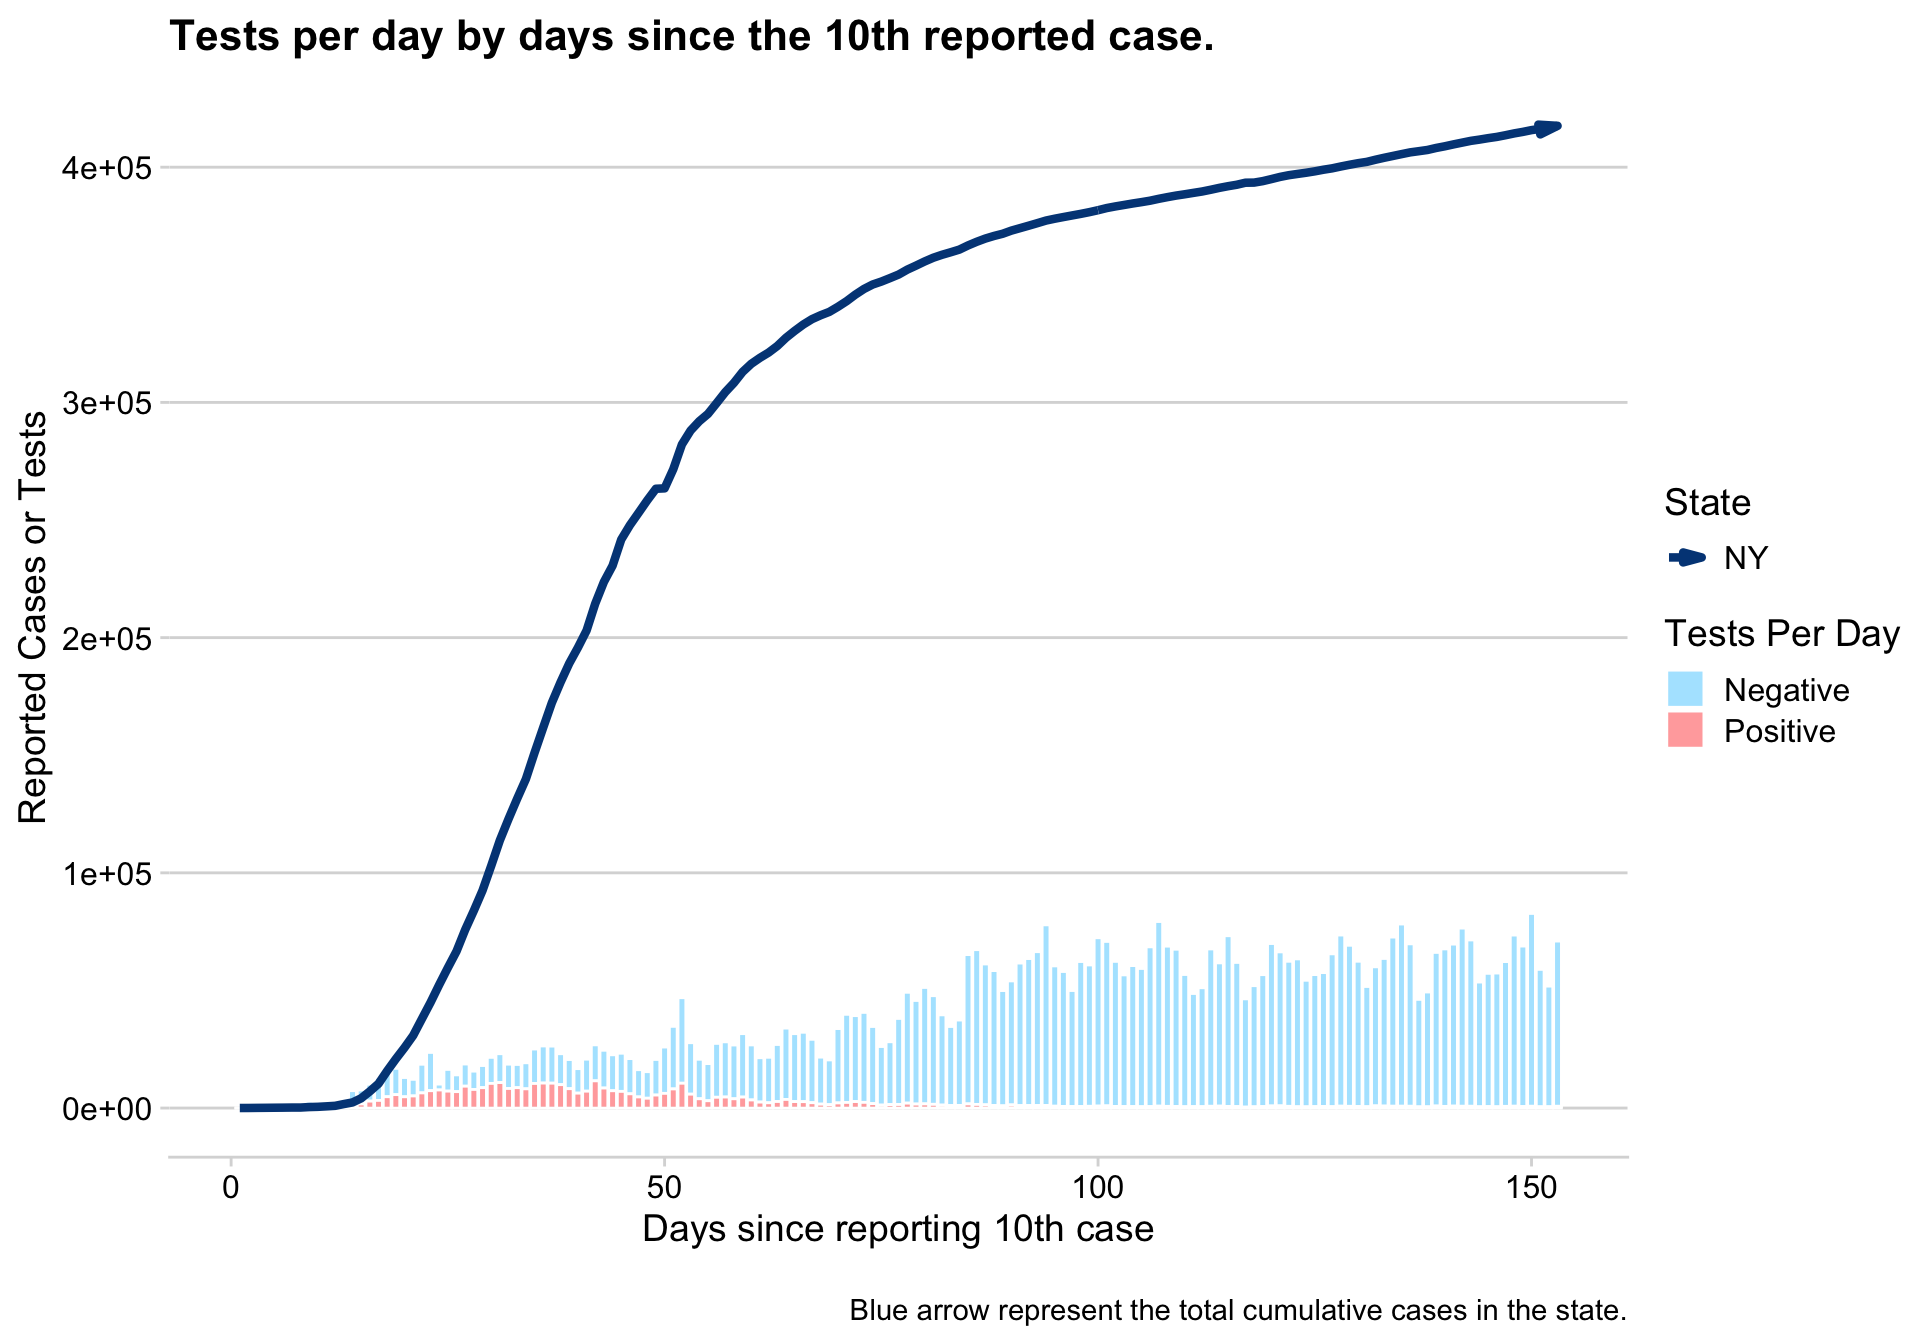 Tests per day by days since the 10th reported case.
Reported Cases or Tests
4e+05
3e+05
2e+05
1e+05
0e+00
0
50
100
150
Days since reporting 10th case
State
NY
Tests Per Day
Negative
Positive
Blue arrow represent the total cumulative cases in the state.